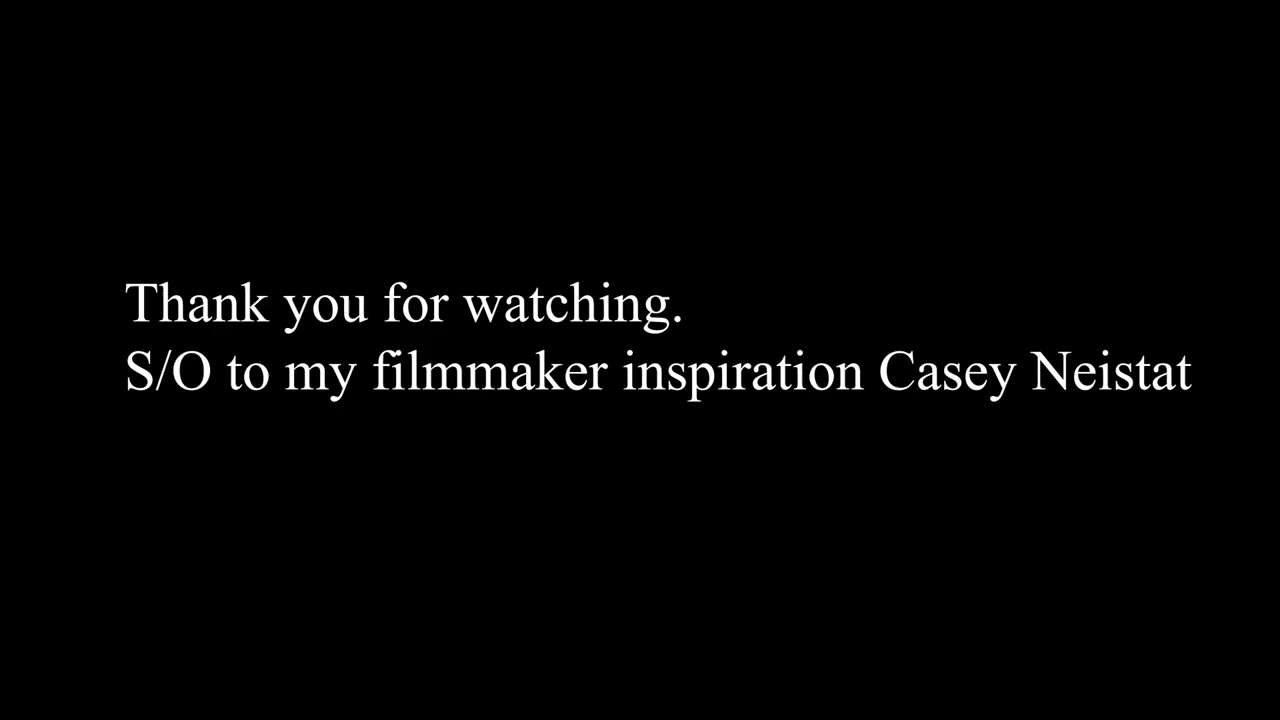 Thank you for watching.
S/O to my filmmaker inspiration Casey Neistat